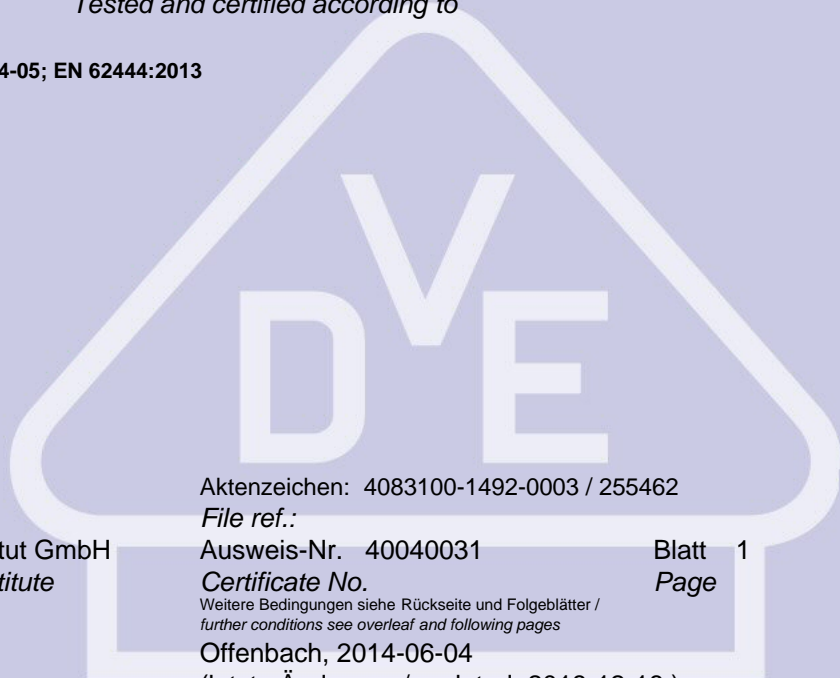 Tested and certified according to
4-05; EN 62444:2013
VDE
Aktenzeichen: 4083100-1492-0003 / 255462
File ref.:
tut GmbH Ausweis-Nr. 40040031 Blatt 1
titute Certificate No. Page
Weitere Bedingungen siehe Rückseite und Folgeblätter /
further conditions see overleaf and following pages
Offenbach, 2014-06-04